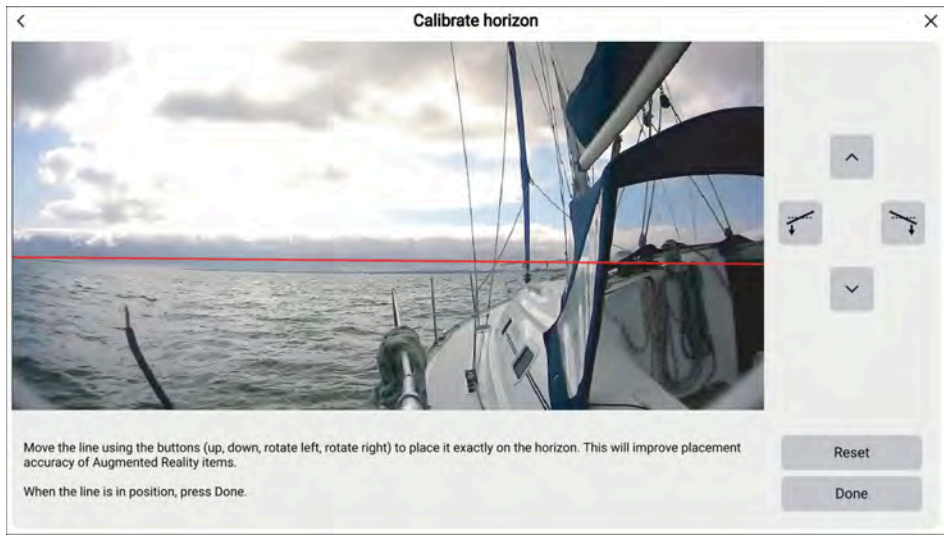 Calibrate horizon
Move the line using the buttons (up, down, rotate left, rotate right) to place it exactly on the horizon. This will improve placement
accuracy of Augmented Reality items.
When the line is in position, press Done.
Reset
Done